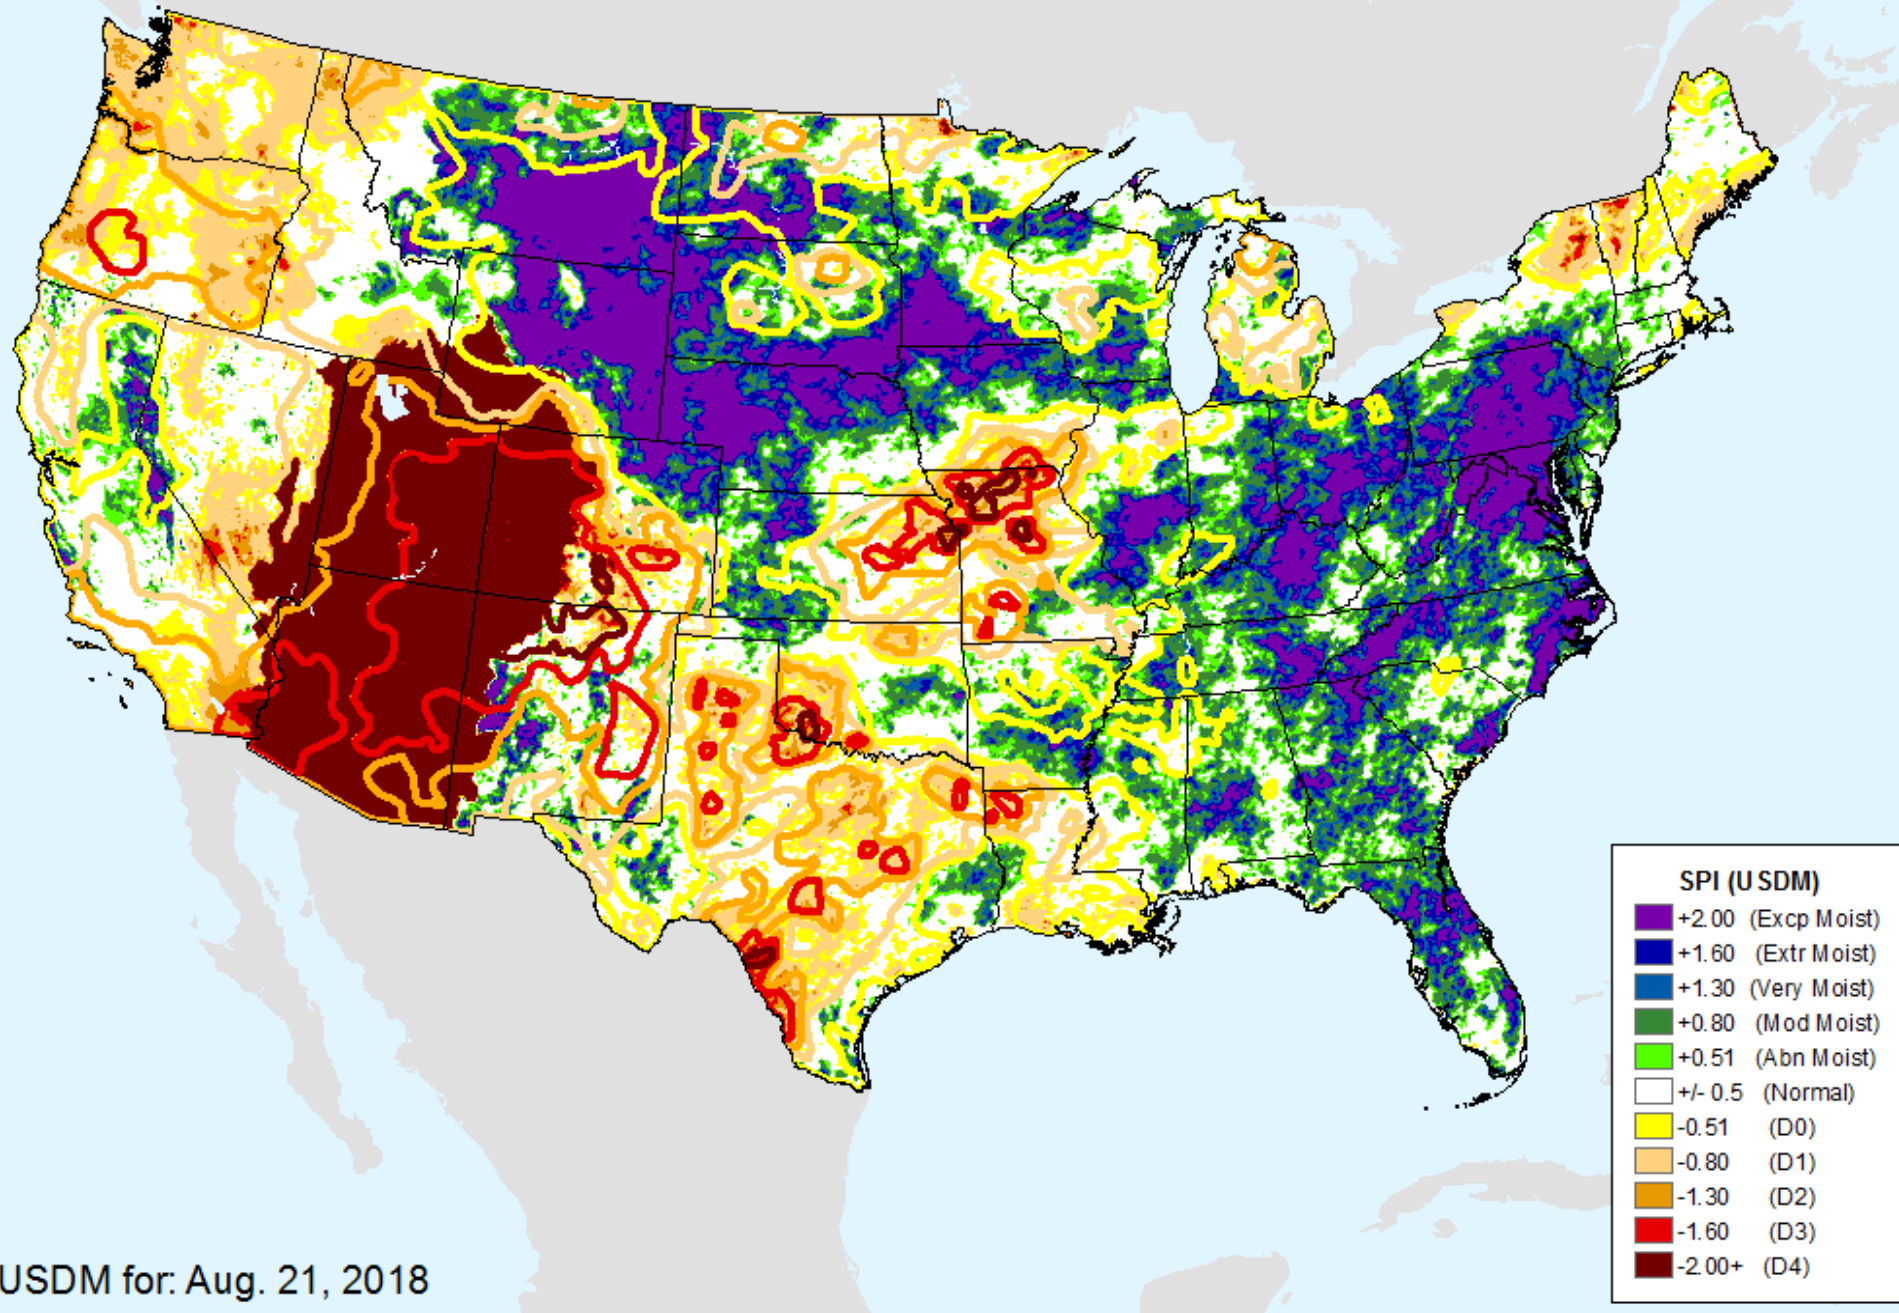 SPI (USDM)
+2.00 (Excp Moist)
+1.60 (Extr Moist)
+1.30 (Very Moist)
+0.80 (Mod Moist)
+0.51 (Abn Moist)
+/- 0.5 (Normal)
-0.51 (D0)
-0.80 (D1)
-1.30 (D2)
-1.60 (D3)
-2.00+ (D4)
USDM for: Aug. 21, 2018